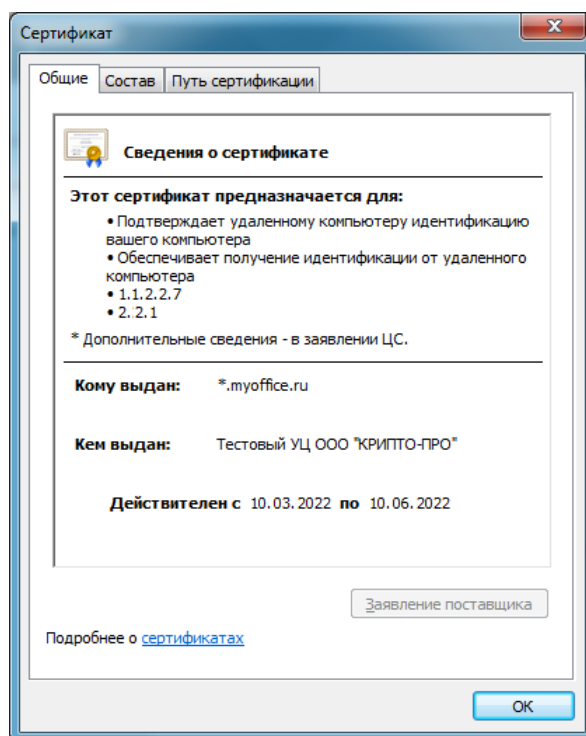 Сертификат
Общие Состав Путь сертификации
Сведения о сертификате
Этот сертификат предназначается для:
• Подтверждает удаленному компьютеру идентификацию
вашего компьютера
• Обеспечивает получение идентификации от удаленного
компьютера
• 1.1.2.2.7
• 2.2.1
* Дополнительные сведения - в заявлении ЦС.
Кому выдан: *.myoffice.ru
Кем выдан: Тестовый УЦ ООО "КРИПТО-ПРО"
Действителен с 10.03.2022 по 10.06.2022
Заявление поставщика
Подробнее о сертификатах
ОК